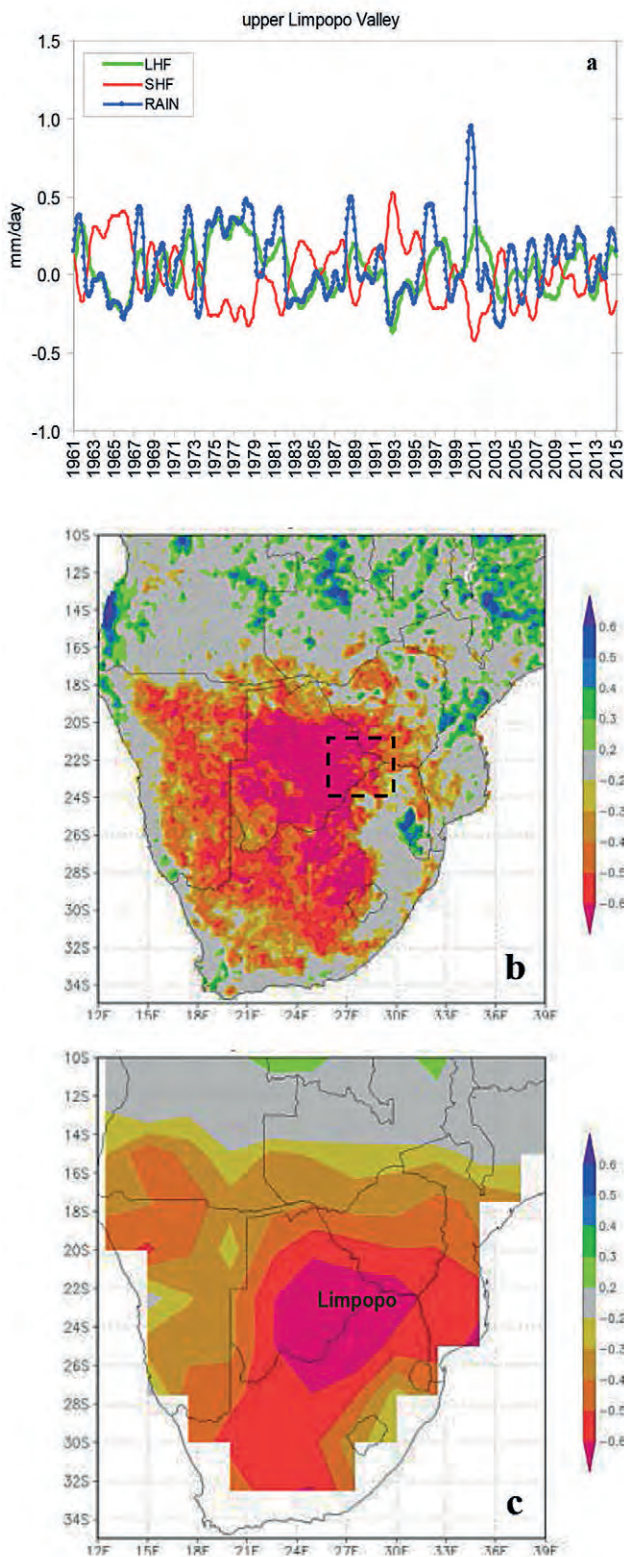 upper Limpopo Valley
1.5
a
LHF
SHF
RAIN
1.0
0.5
mm/day
0.0
-0.5
-1.0
1961 1963 1965 1967 1969 1971 1973 1975 1977 1979 1981 1983 1985 1987 1989 1991 1993 1995 1997 1999 2001 2003 2005 2007 2009 2011 2013 2015
10S
12S
14S
16S
18S
20S
22S
24S
26S
28S
30S
32S
34S
b
12E 15E 18E 21E 24E 27E 30E 33E 36E 39E
0.6
0.5
0.4
0.3
0.2
-0.2
-0.3
-0.4
-0.5
-0.6
10S
12S
14S
16S
18S
20S
22S
Limpopo
24S
26S
28S
30S
32S
34S
c
12E 15E 18E 21E 24E 27E 30E 33E 36E 39E
0.6
0.5
0.4
0.3
0.2
-0.2
-0.3
-0.4
-0.5
-0.6